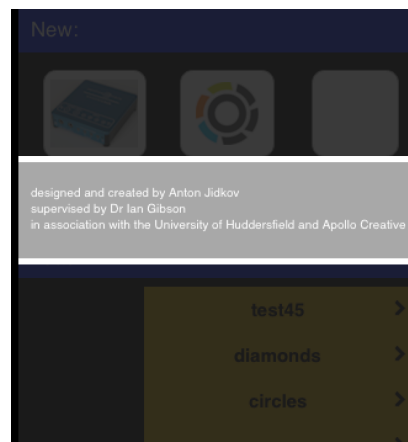 New:
designed and created by Anton Jidkov
supervised by Dr Ian Gibson
in association with the University of Huddersfield and Apollo Creative
test45
diamonds
circles